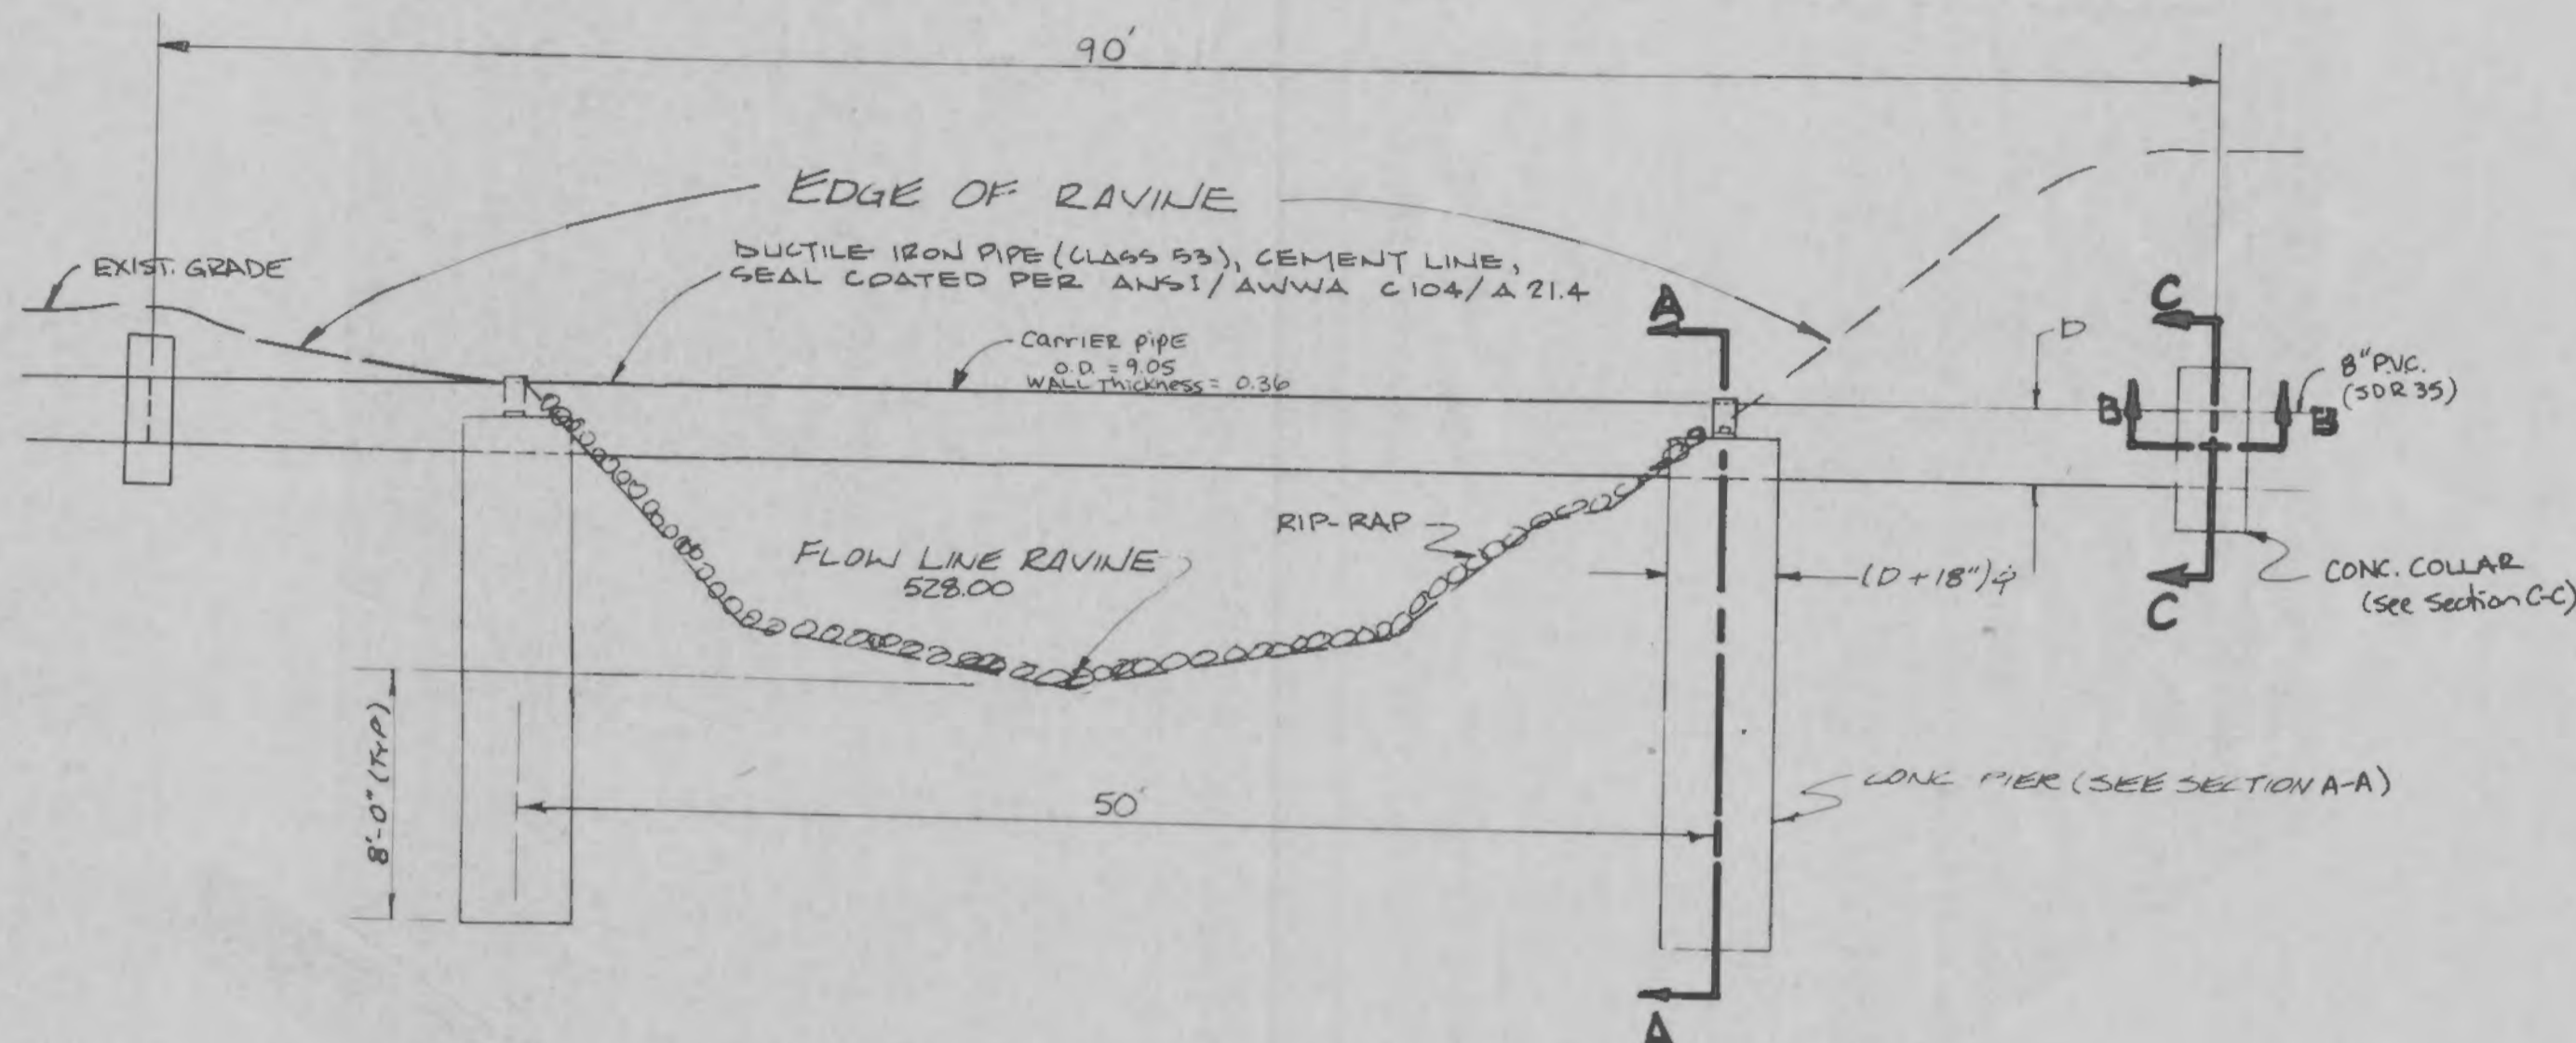 90'
EDGE OF RAVINE
EXIST. GRADE
DUCTILE IRON PIPE (CLASS 53), CEMENT LINE,
SEAL COATED PER ANSI/AWWA C104/A 21.4
CARRIER PIPE
O.D. = 9.05
WALL THICKNESS = 0.36
A
C
D
8" P.V.C.
(SDR 35)
B
B
RIP-RAP
FLOW LINE RAVINE
528.00
(D + 18")
CONC. COLLAR
(see Section C-C)
C
8'-0" (TYP)
50'
CONC PIER (SEE SECTION A-A)
A